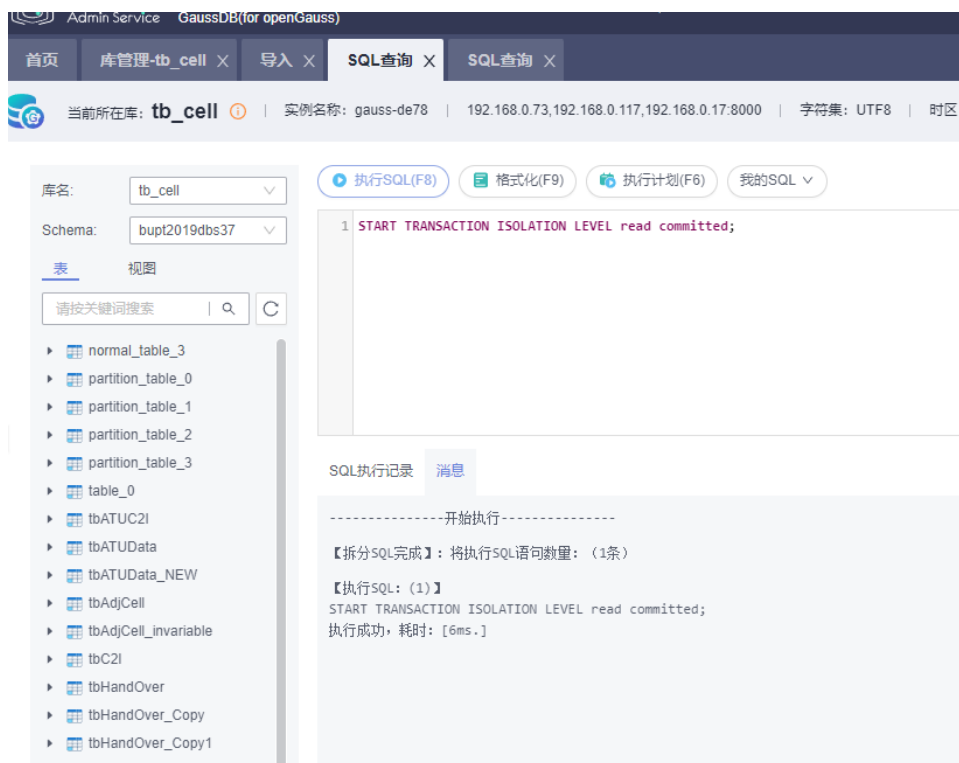 Admin Service GaussDB(for openGauss)
首页 库管理-tb_cell X 导入 X SQL查询 X SQL查询 X
当前所在库: tb_cell | 实例名称: gauss-de78 | 192.168.0.73,192.168.0.117,192.168.0.17:8000 | 字符集: UTF8 | 时区
库名: tb_cell
Schema: bupt2019dbs37
表 视图
请按关键词搜索
normal_table_3
partition_table_0
partition_table_1
partition_table_2
partition_table_3
table_0
tbATUC2I
tbATUData
tbATUData_NEW
tbAdjCell
tbAdjCell_invariable
tbC2I
tbHandOver
tbHandOver_Copy
tbHandOver_Copy1
执行SQL(F8) 格式化(F9) 执行计划(F6) 我的SQL
1 START TRANSACTION ISOLATION LEVEL read committed;
SQL执行记录 消息
---------------开始执行---------------
【拆分SQL完成】: 将执行SQL语句数量: (1条)
【执行SQL: (1)】
START TRANSACTION ISOLATION LEVEL read committed;
执行成功, 耗时: [6ms.]